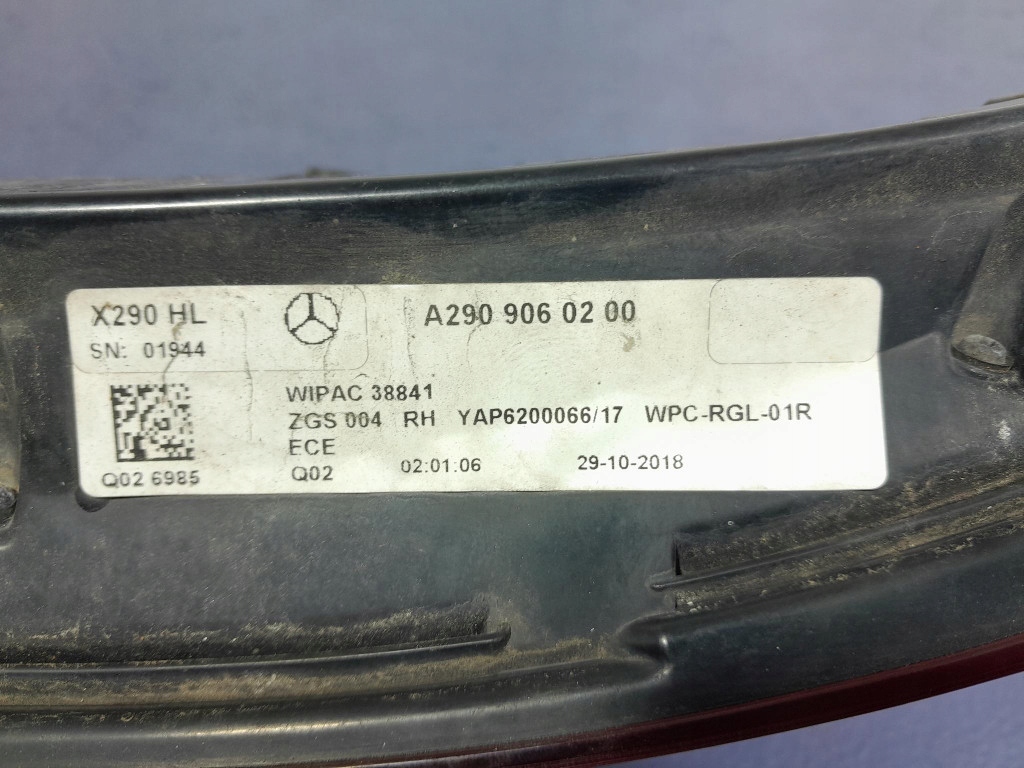 X290 HL
A290 906 02 00
SN: 01944
WIPAC 38841
ZGS 004 RH YAP6200066/17 WPC-RGL-01R
ECE
Q02 6985 Q02 02:01:06 29-10-2018